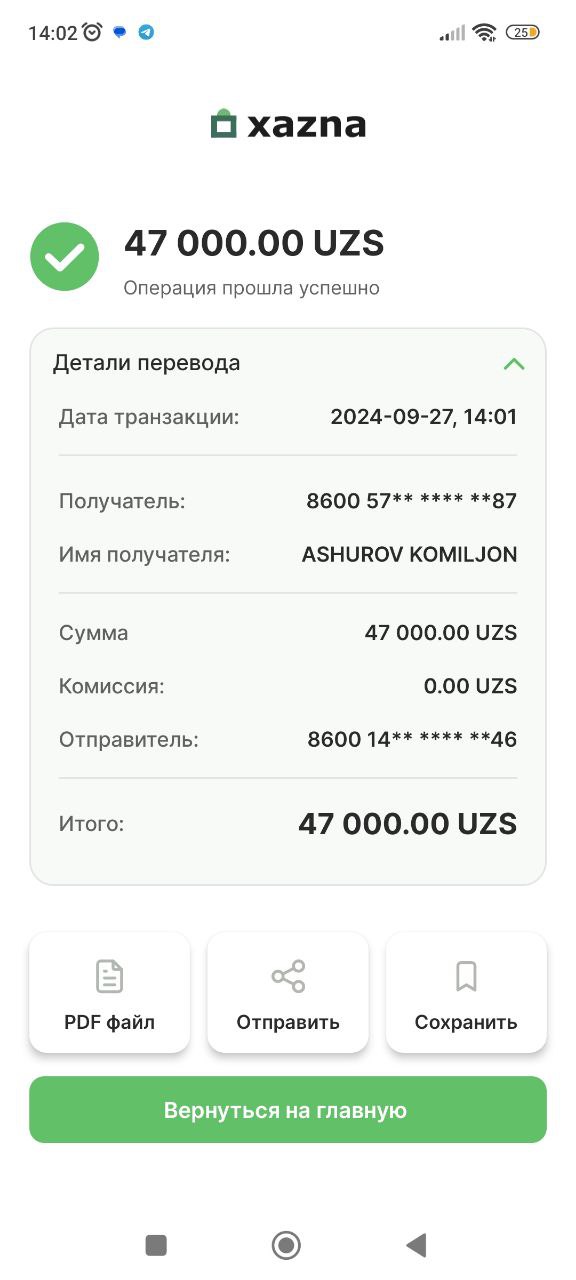 14:02 25
xazna
47 000.00 UZS
Операция прошла успешно
Детали перевода
Дата транзакции: 2024-09-27, 14:01
Получатель: 8600 57** **** **87
Имя получателя: ASHUROV KOMILJON
Сумма 47 000.00 UZS
Комиссия: 0.00 UZS
Отправитель: 8600 14** **** **46
Итого: 47 000.00 UZS
PDF файл Отправить Сохранить
Вернуться на главную